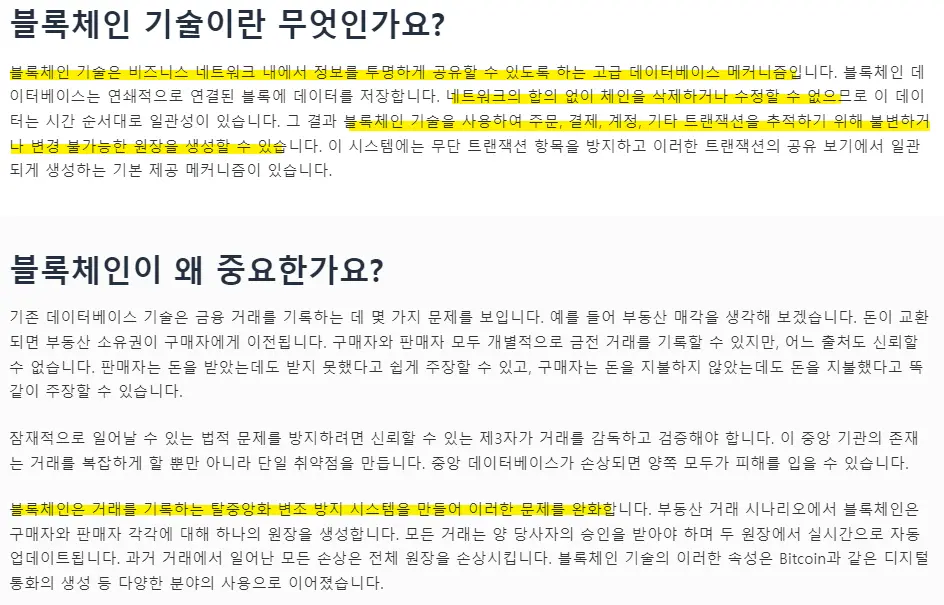 블록체인 기술이란 무엇인가요?
블록체인 기술은 비즈니스 네트워크 내에서 정보를 투명하게 공유할 수 있도록 하는 고급 데이터베이스 메커니즘입니다. 블록체인 데
이터베이스는 연쇄적으로 연결된 블록에 데이터를 저장합니다. 네트워크의 합의 없이 체인을 삭제하거나 수정할 수 없으므로 이 데이
터는 시간 순서대로 일관성이 있습니다. 그 결과 블록체인 기술을 사용하여 주문, 결제, 계정, 기타 트랜잭션을 추적하기 위해 불변하거
나 변경 불가능한 원장을 생성할 수 있습니다. 이 시스템에는 무단 트랜잭션 항목을 방지하고 이러한 트랜잭션의 공유 보기에서 일관
되게 생성하는 기본 제공 메커니즘이 있습니다.
블록체인이 왜 중요한가요?
기존 데이터베이스 기술은 금융 거래를 기록하는 데 몇 가지 문제를 보입니다. 예를 들어 부동산 매각을 생각해 보겠습니다. 돈이 교환
되면 부동산 소유권이 구매자에게 이전됩니다. 구매자와 판매자 모두 개별적으로 금전 거래를 기록할 수 있지만, 어느 출처도 신뢰할
수 없습니다. 판매자는 돈을 받았는데도 받지 못했다고 쉽게 주장할 수 있고, 구매자는 돈을 지불하지 않았는데도 돈을 지불했다고 똑
같이 주장할 수 있습니다.
잠재적으로 일어날 수 있는 법적 문제를 방지하려면 신뢰할 수 있는 제3자가 거래를 감독하고 검증해야 합니다. 이 중앙 기관의 존재
는 거래를 복잡하게 할 뿐만 아니라 단일 취약점을 만듭니다. 중앙 데이터베이스가 손상되면 양쪽 모두가 피해를 입을 수 있습니다.
블록체인은 거래를 기록하는 탈중앙화 변조 방지 시스템을 만들어 이러한 문제를 완화합니다. 부동산 거래 시나리오에서 블록체인은
구매자와 판매자 각각에 대해 하나의 원장을 생성합니다. 모든 거래는 양 당사자의 승인을 받아야 하며 두 원장에서 실시간으로 자동
업데이트됩니다. 과거 거래에서 일어난 모든 손상은 전체 원장을 손상시킵니다. 블록체인 기술의 이러한 속성은 Bitcoin과 같은 디지털
통화의 생성 등 다양한 분야의 사용으로 이어졌습니다.